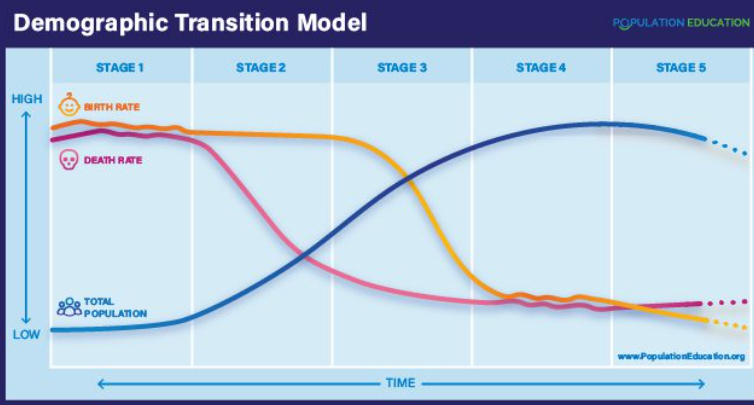 Demographic Transition Model
POPULATION EDUCATION
STAGE 1
STAGE 2
STAGE 3
STAGE 4
STAGE 5
HIGH
BIRTH RATE
DEATH RATE
TOTAL
POPULATION
LOW
www.PopulationEducation.org
TIME